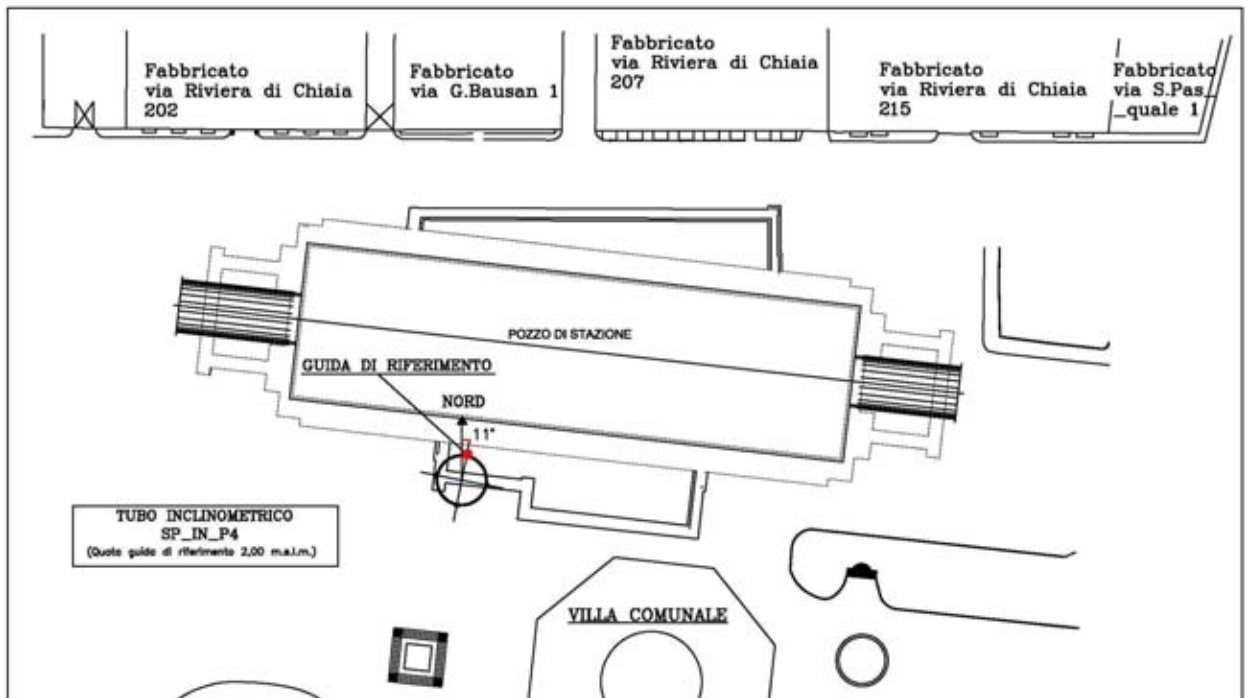 Fabbricato
via Riviera di Chiaia
202
Fabbricato
via G.Bausan 1
Fabbricato
via Riviera di Chiaia
207
Fabbricato
via Riviera di Chiaia
215
Fabbricato
via S.Pas_
_quale 1
POZZO DI STAZIONE
GUIDA DI RIFERIMENTO
NORD
11°
TUBO INCLINOMETRICO
SP_IN_P4
(Quota guida di riferimento 2,00 m.s.l.m.)
VILLA COMUNALE